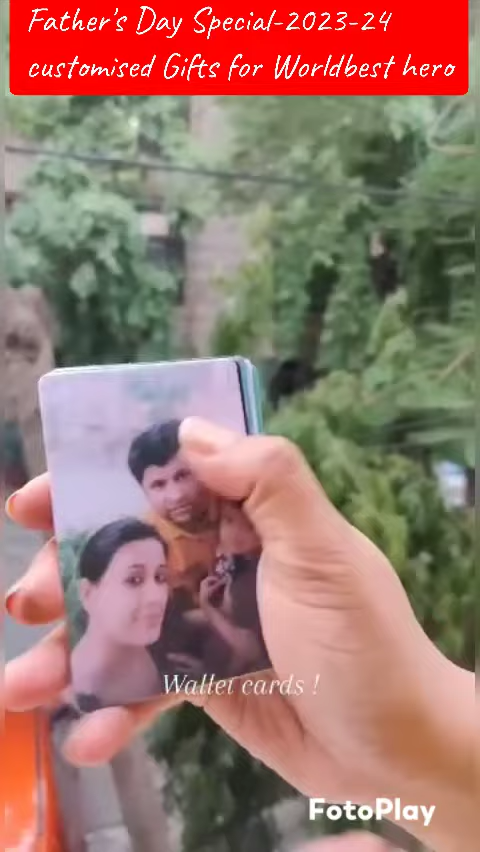 Father's Day Special-2023-24
customised Gifts for Worldbest hero
Wallet cards !
FotoPlay